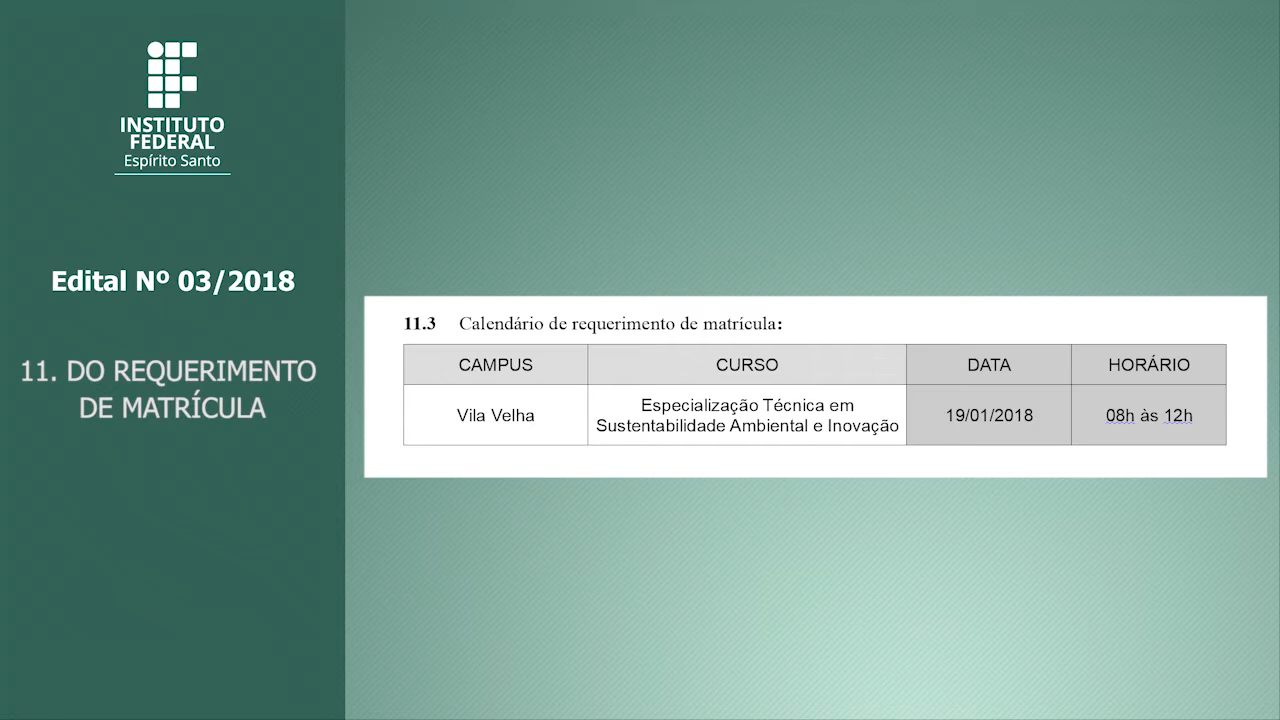 INSTITUTO
FEDERAL
Espírito Santo
Edital Nº 03/2018
11. DO REQUERIMENTO
DE MATRÍCULA
11.3 Calendário de requerimento de matrícula:
CAMPUS CURSO DATA HORÁRIO
Vila Velha Especialização Técnica em
Sustentabilidade Ambiental e Inovação 19/01/2018 08h às 12h